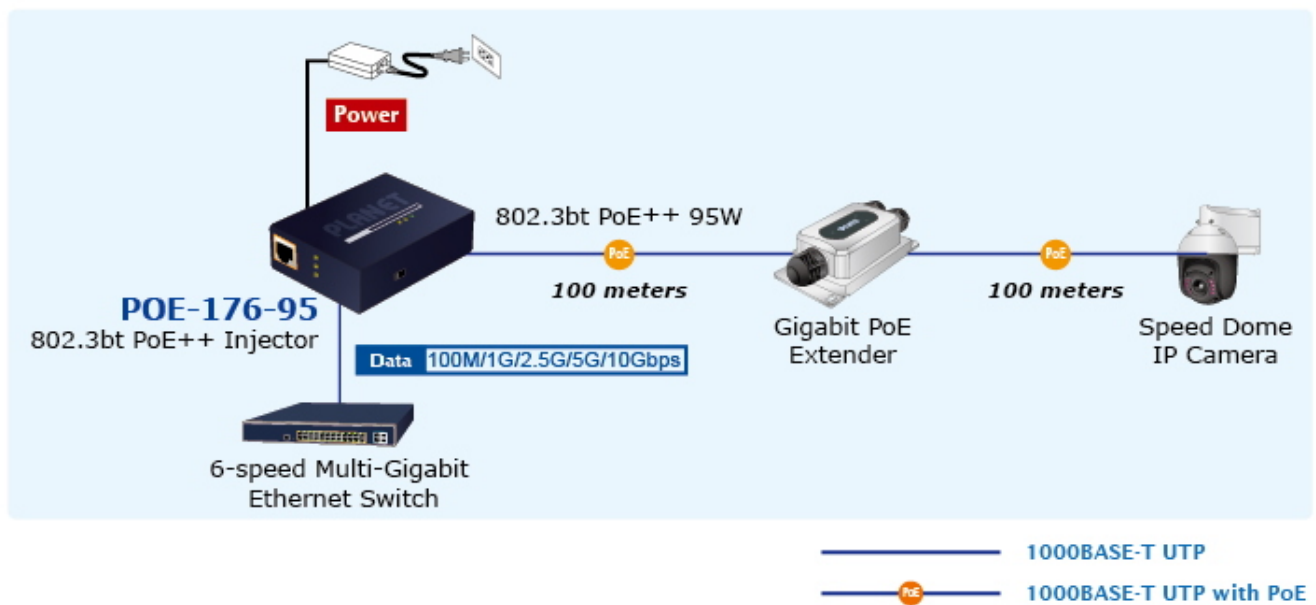 Power
PLANET
802.3bt PoE++ 95W
PoE
PoE
100 meters
100 meters
POE-176-95
802.3bt PoE++ Injector
Gigabit PoE
Extender
Speed Dome
IP Camera
Data 100M/1G/2.5G/5G/10Gbps
6-speed Multi-Gigabit
Ethernet Switch
1000BASE-T UTP
PoE
1000BASE-T UTP with PoE